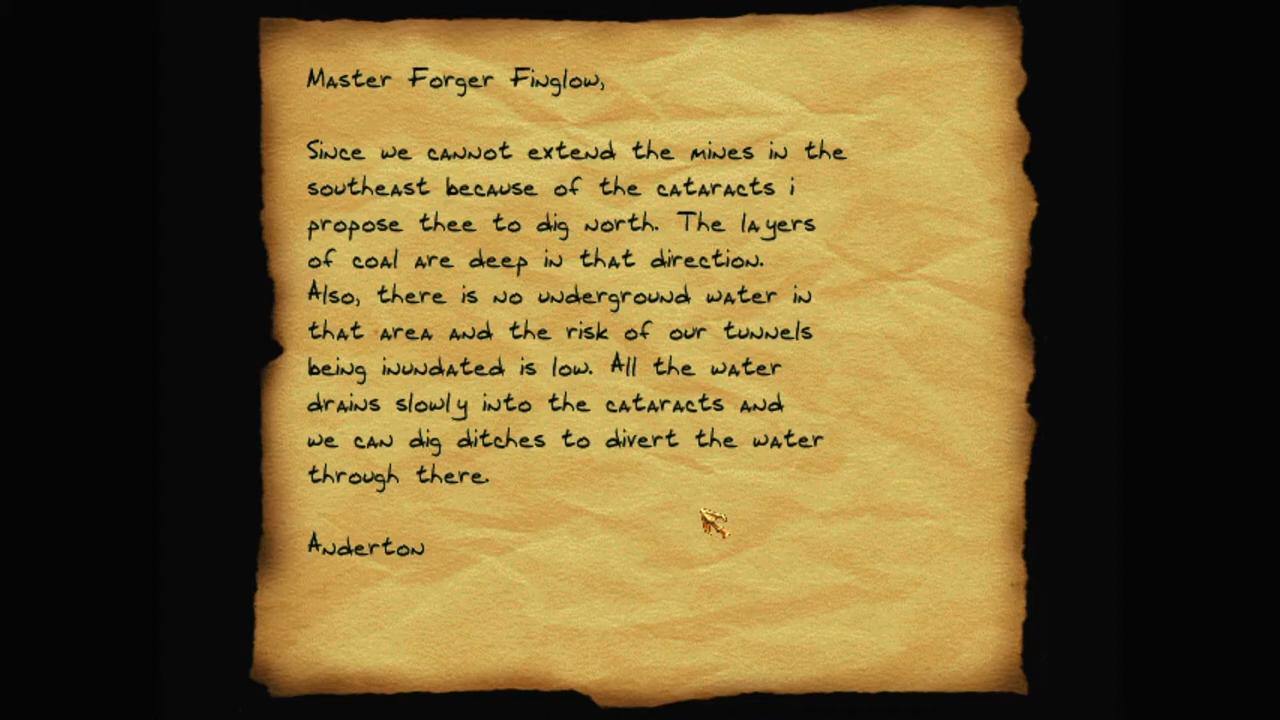 Master Forger Finglow,
Since we cannot extend the mines in the
southeast because of the cataracts i
propose thee to dig north. The layers
of coal are deep in that direction.
Also, there is no underground water in
that area and the risk of our tunnels
being inundated is low. All the water
drains slowly into the cataracts and
we can dig ditches to divert the water
through there.
Anderton